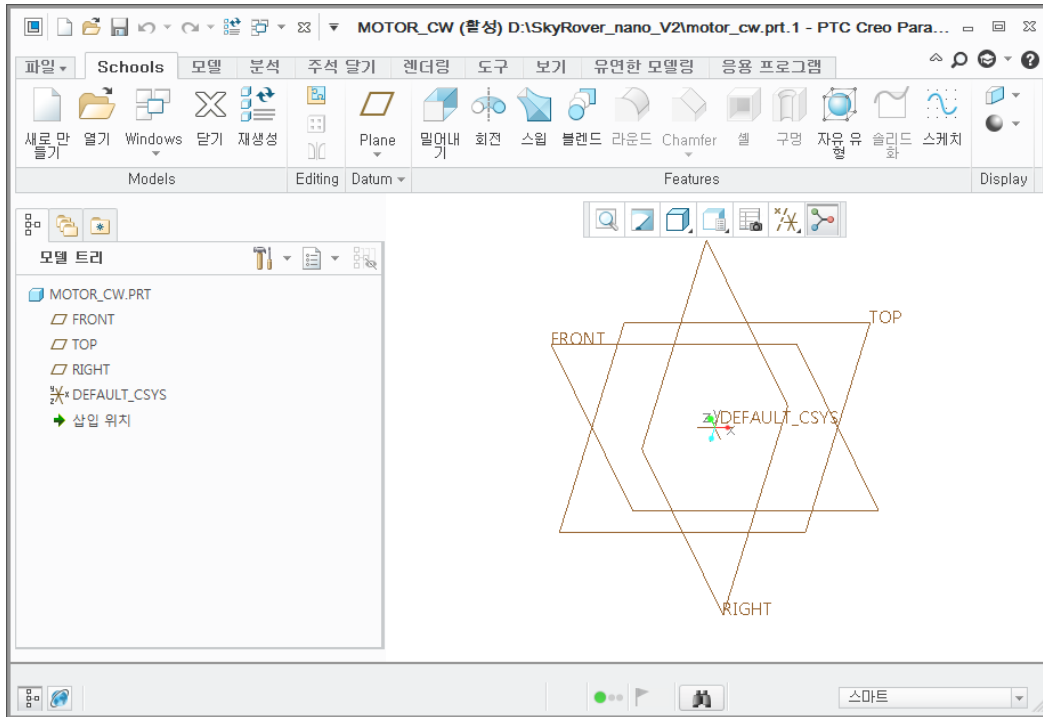 MOTOR_CW (활성) D:\SkyRover_nano_V2\motor_cw.prt.1 - PTC Creo Para...
파일 Schools 모델 분석 주석 달기 렌더링 도구 보기 유연한 모델링 응용 프로그램
새로 만들기 열기 Windows 닫기 재생성 Plane 밀어내기 회전 스윕 블렌드 라운드 Chamfer 셸 구멍 자유 유형 솔리드화 스케치
Models Editing Datum Features Display
모델 트리
MOTOR_CW.PRT
FRONT
TOP
RIGHT
DEFAULT_CSYS
삽입 위치
TOP
FRONT
DEFAULT_CSYS
Z
X
RIGHT
스마트